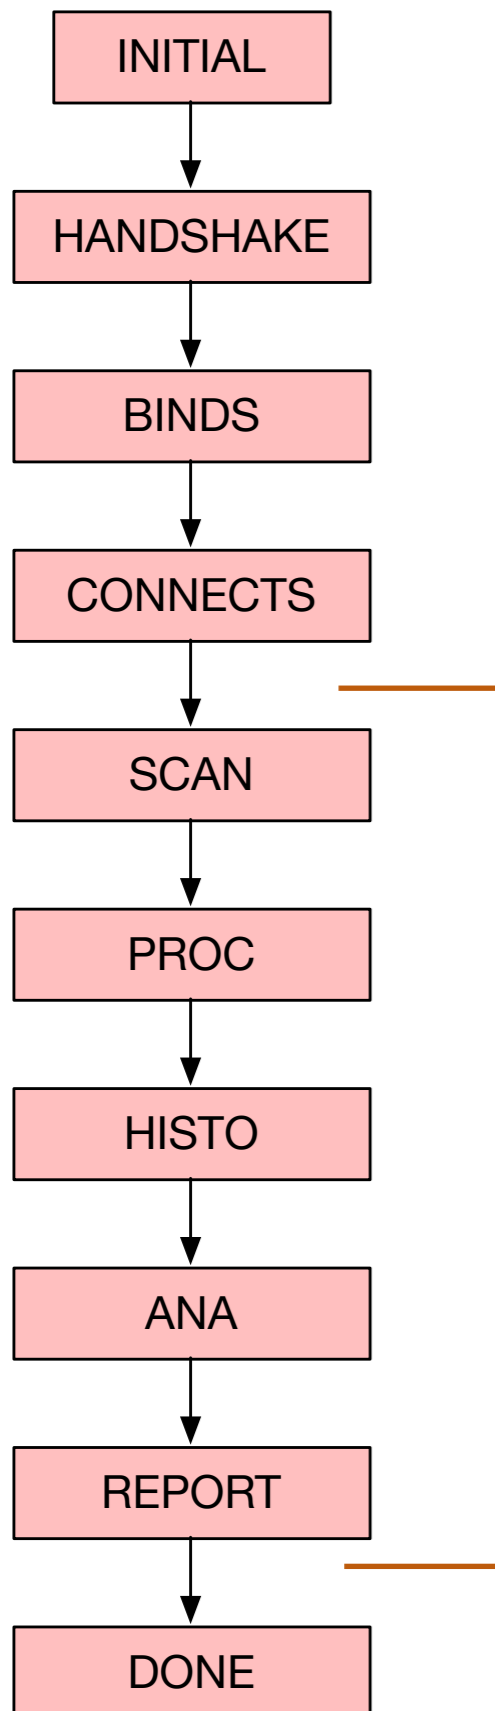 INITIAL
HANDSHAKE
BINDS
CONNECTS
SCAN
PROC
HISTO
ANA
REPORT
DONE